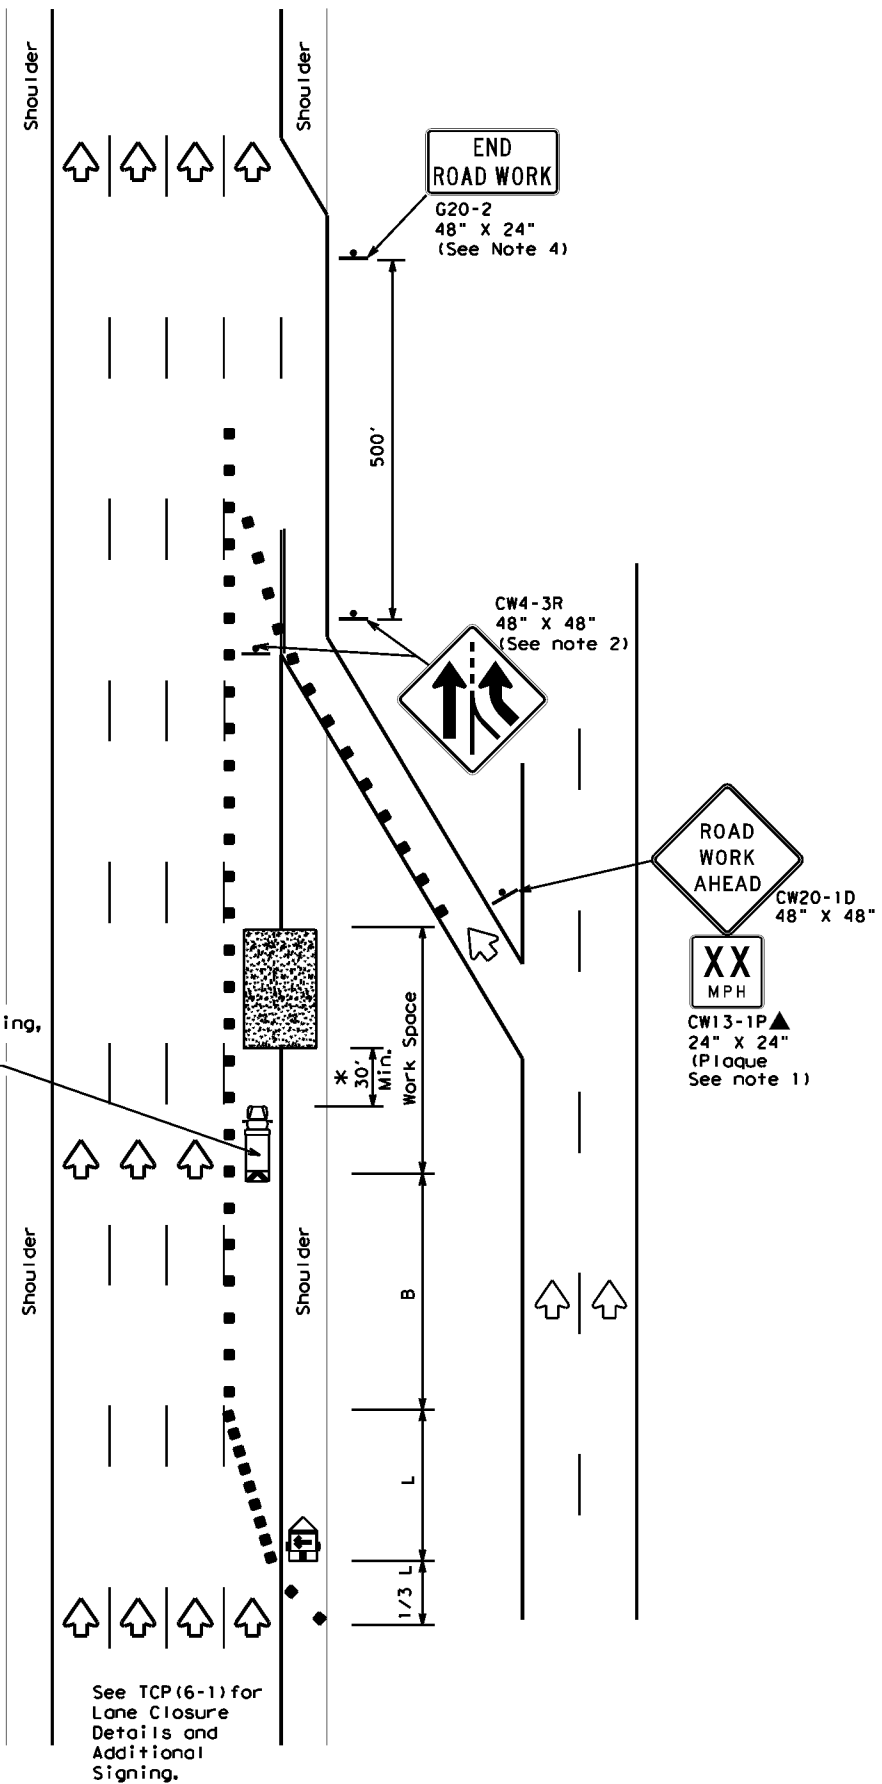 Shoulder
Shoulder
END
ROAD WORK
G20-2
48" X 24"
(See Note 4)
500'
CW4-3R
48" X 48"
(See note 2)
ROAD
WORK
AHEAD
CW20-1D
48" X 48"
XX
MPH
CW13-1P▲
24" X 24"
(Plaque
See note 1)
ing,
*
30'
Min.
Work Space
Shoulder
Shoulder
B
L
1/3 L
See TCP(6-1)for
Lane Closure
Details and
Additional
Signing.